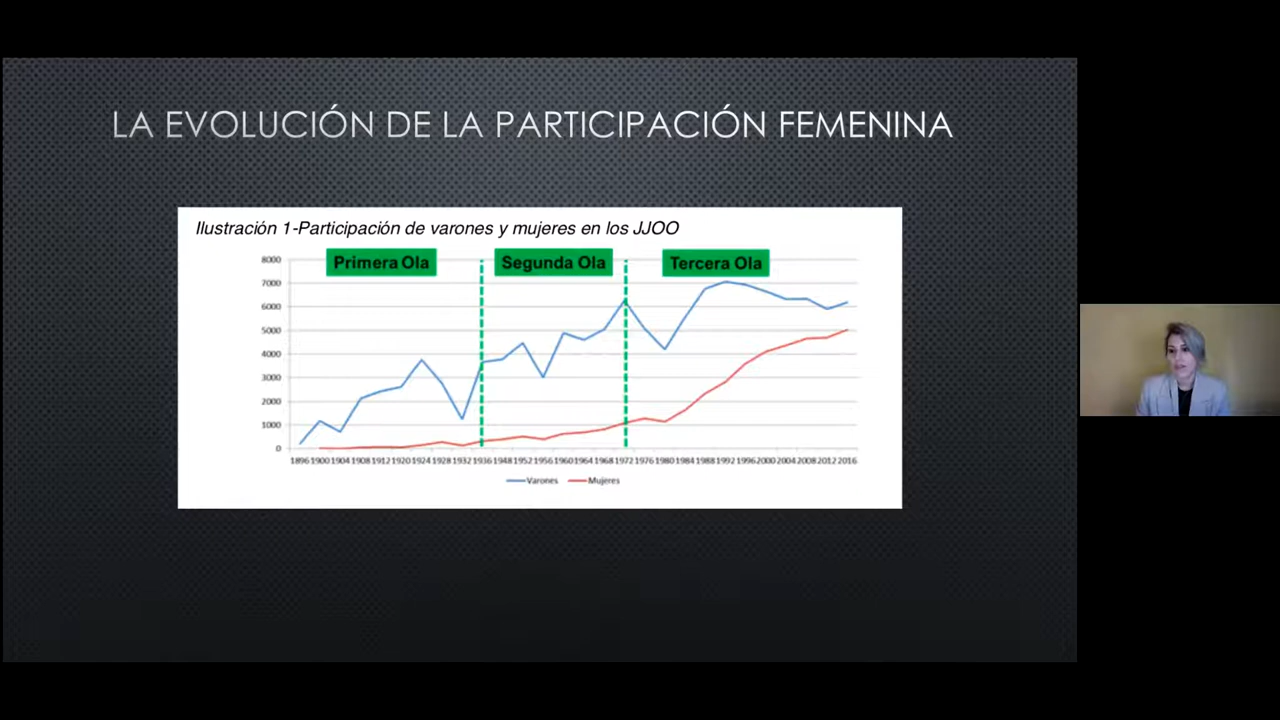 LA EVOLUCIÓN DE LA PARTICIPACIÓN FEMENINA
Ilustración 1-Participación de varones y mujeres en los JJOO
Primera Ola Segunda Ola Tercera Ola
8000
7000
6000
5000
4000
3000
2000
1000
0
1896 1900 1904 1908 1912 1920 1924 1928 1932 1936 1948 1952 1956 1960 1964 1968 1972 1976 1980 1984 1988 1992 1996 2000 2004 2008 2012 2016
Varones Mujeres